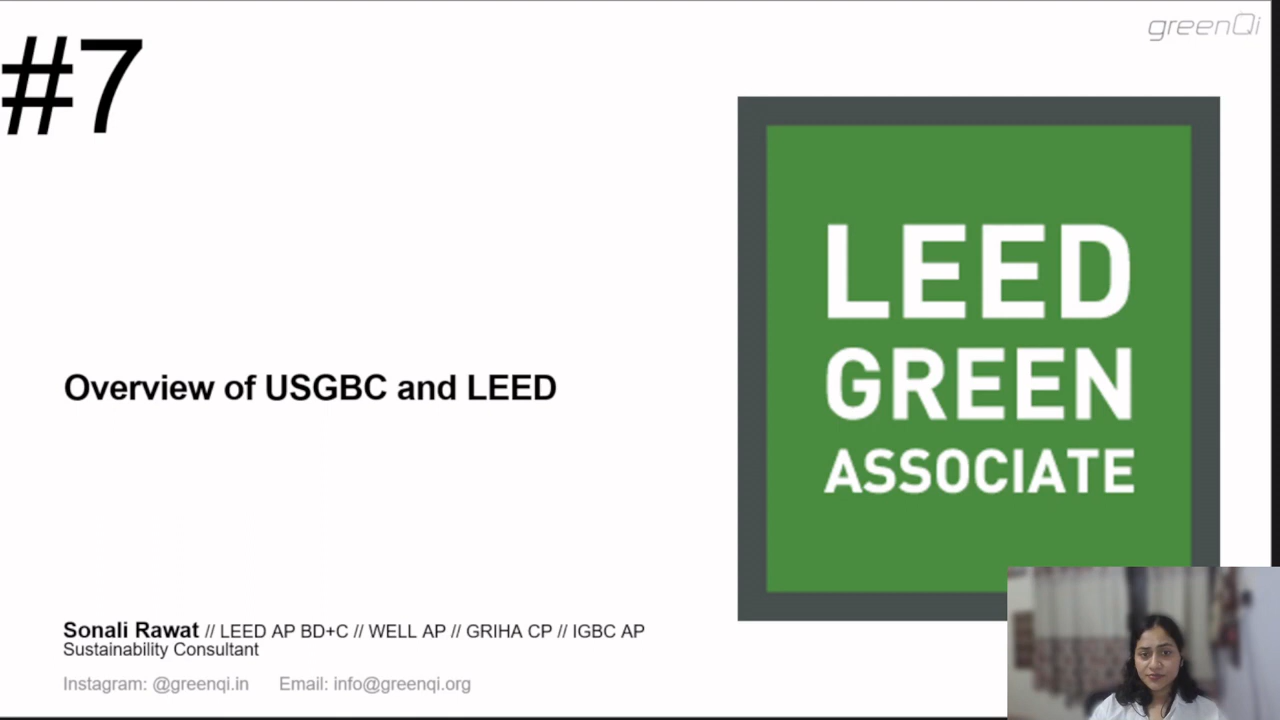 greenQi
#7
LEED
GREEN
ASSOCIATE
Overview of USGBC and LEED
Sonali Rawat // LEED AP BD+C // WELL AP // GRIHA CP // IGBC AP
Sustainability Consultant
Instagram: @greenqi.in Email: info@greenqi.org